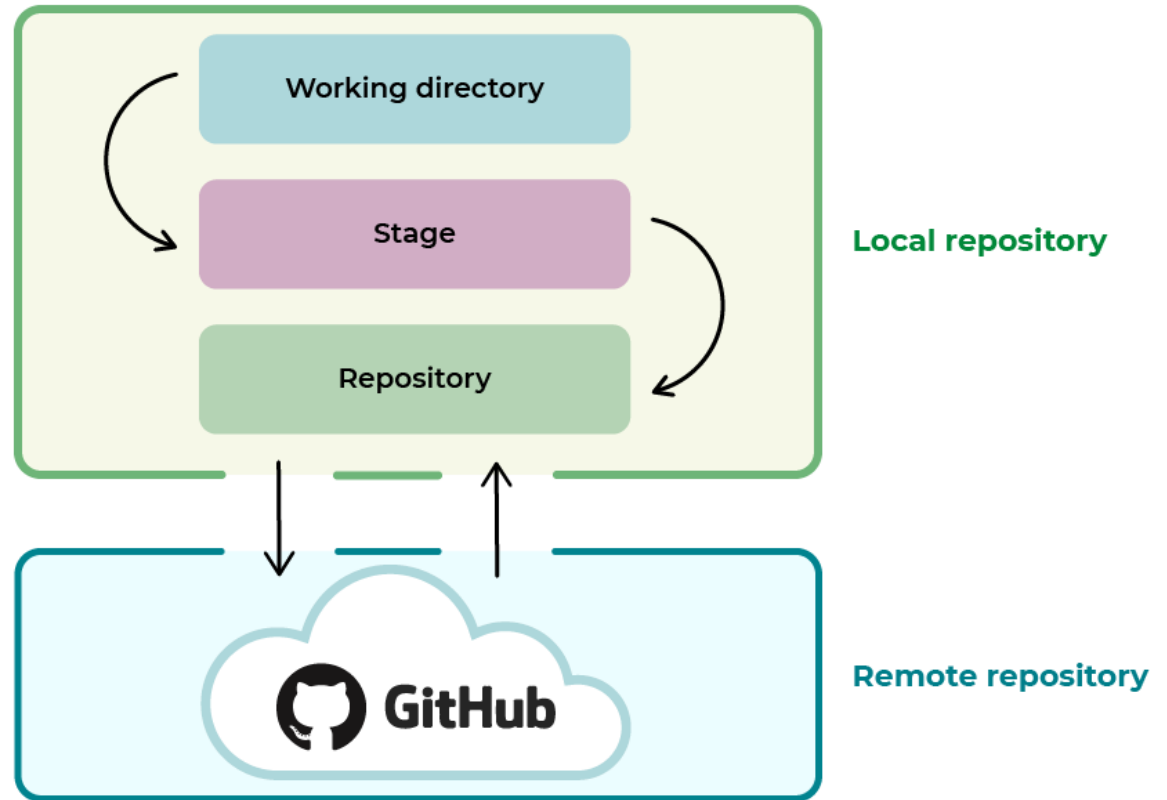 Working directory
Stage
Local repository
Repository
GitHub
Remote repository